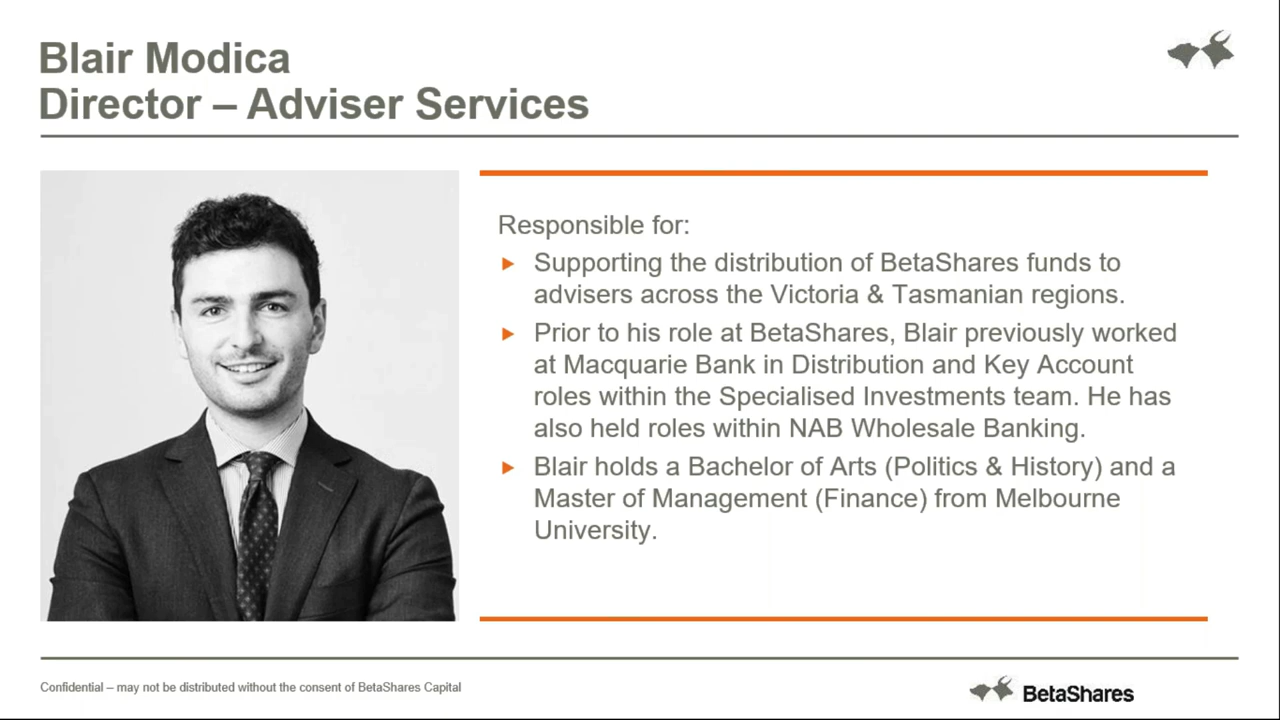 Blair Modica
Director – Adviser Services
Responsible for:
Supporting the distribution of BetaShares funds to
advisers across the Victoria & Tasmanian regions.
Prior to his role at BetaShares, Blair previously worked
at Macquarie Bank in Distribution and Key Account
roles within the Specialised Investments team. He has
also held roles within NAB Wholesale Banking.
Blair holds a Bachelor of Arts (Politics & History) and a
Master of Management (Finance) from Melbourne
University.
Confidential – may not be distributed without the consent of BetaShares Capital
BetaShares